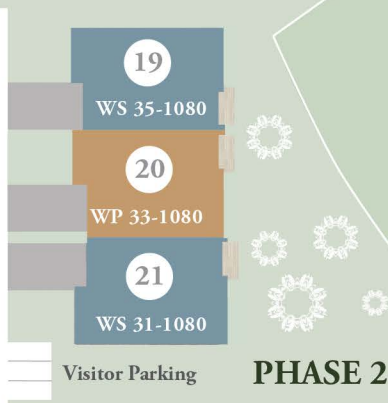 19
WS 35-1080
20
WP 33-1080
21
WS 31-1080
Visitor Parking
PHASE 2